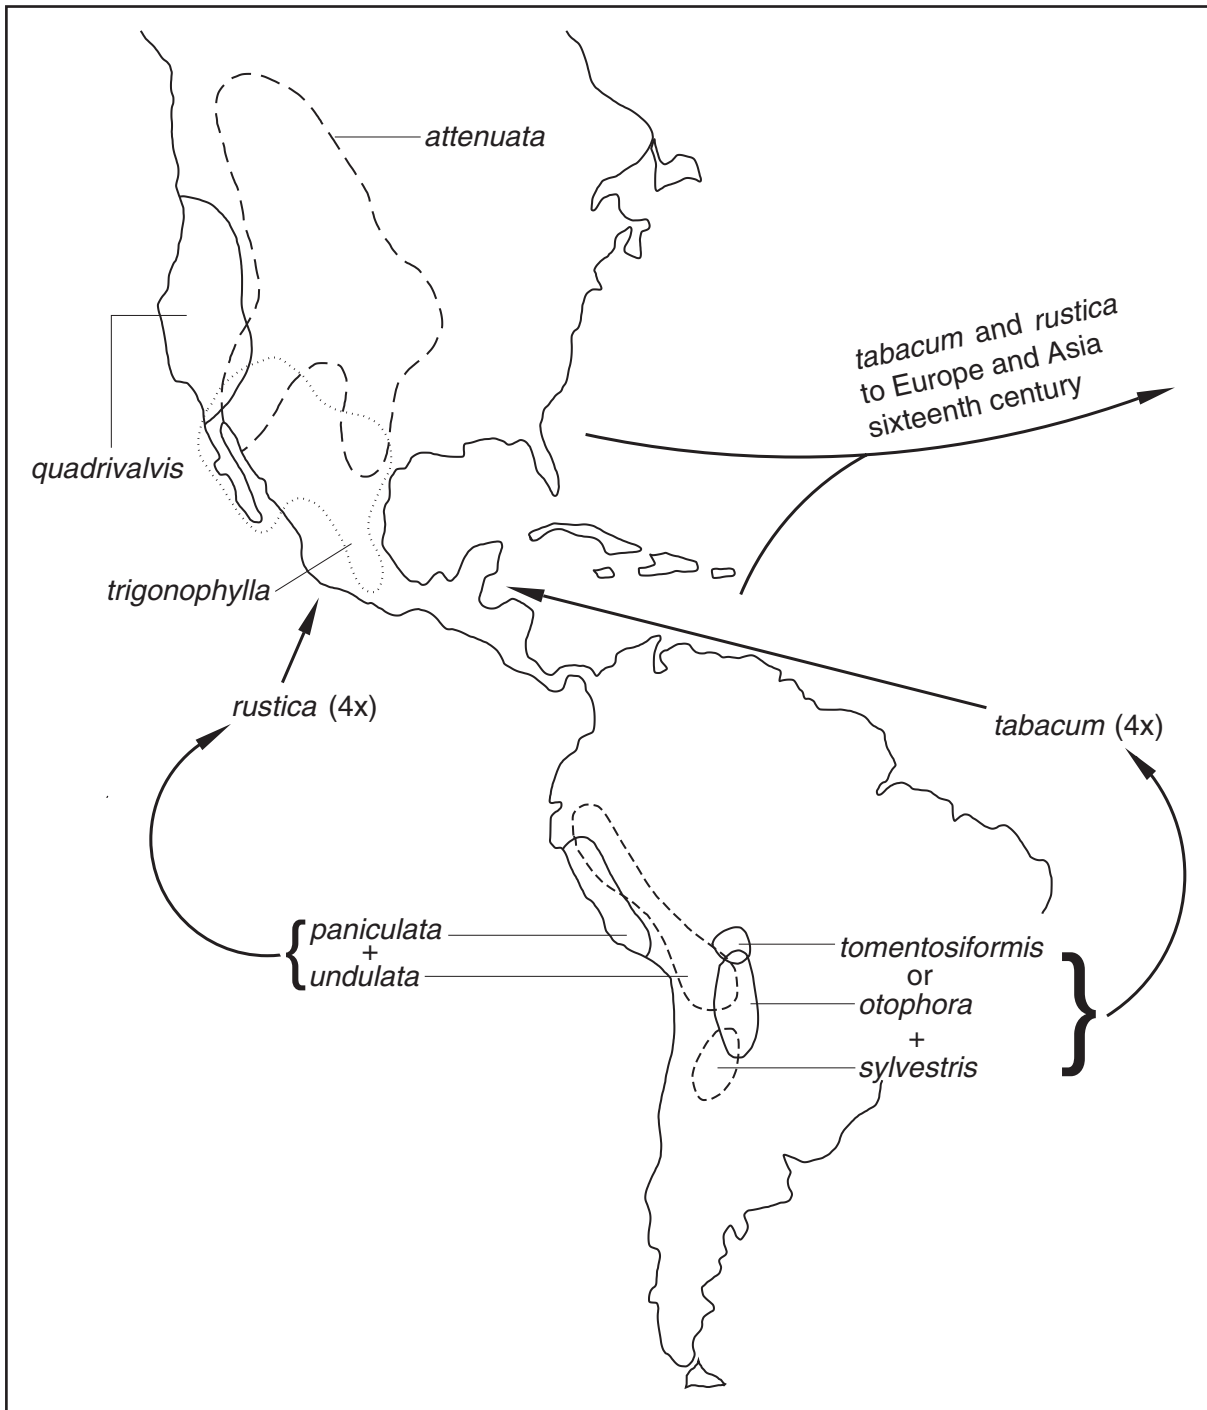 attenuata
tabacum and rustica
to Europe and Asia
sixteenth century
quadrivalvis
trigonophylla
rustica (4x)
tabacum (4x)
{ paniculata
+
undulata
tomentosiformis
or
otophora
+
sylvestris }